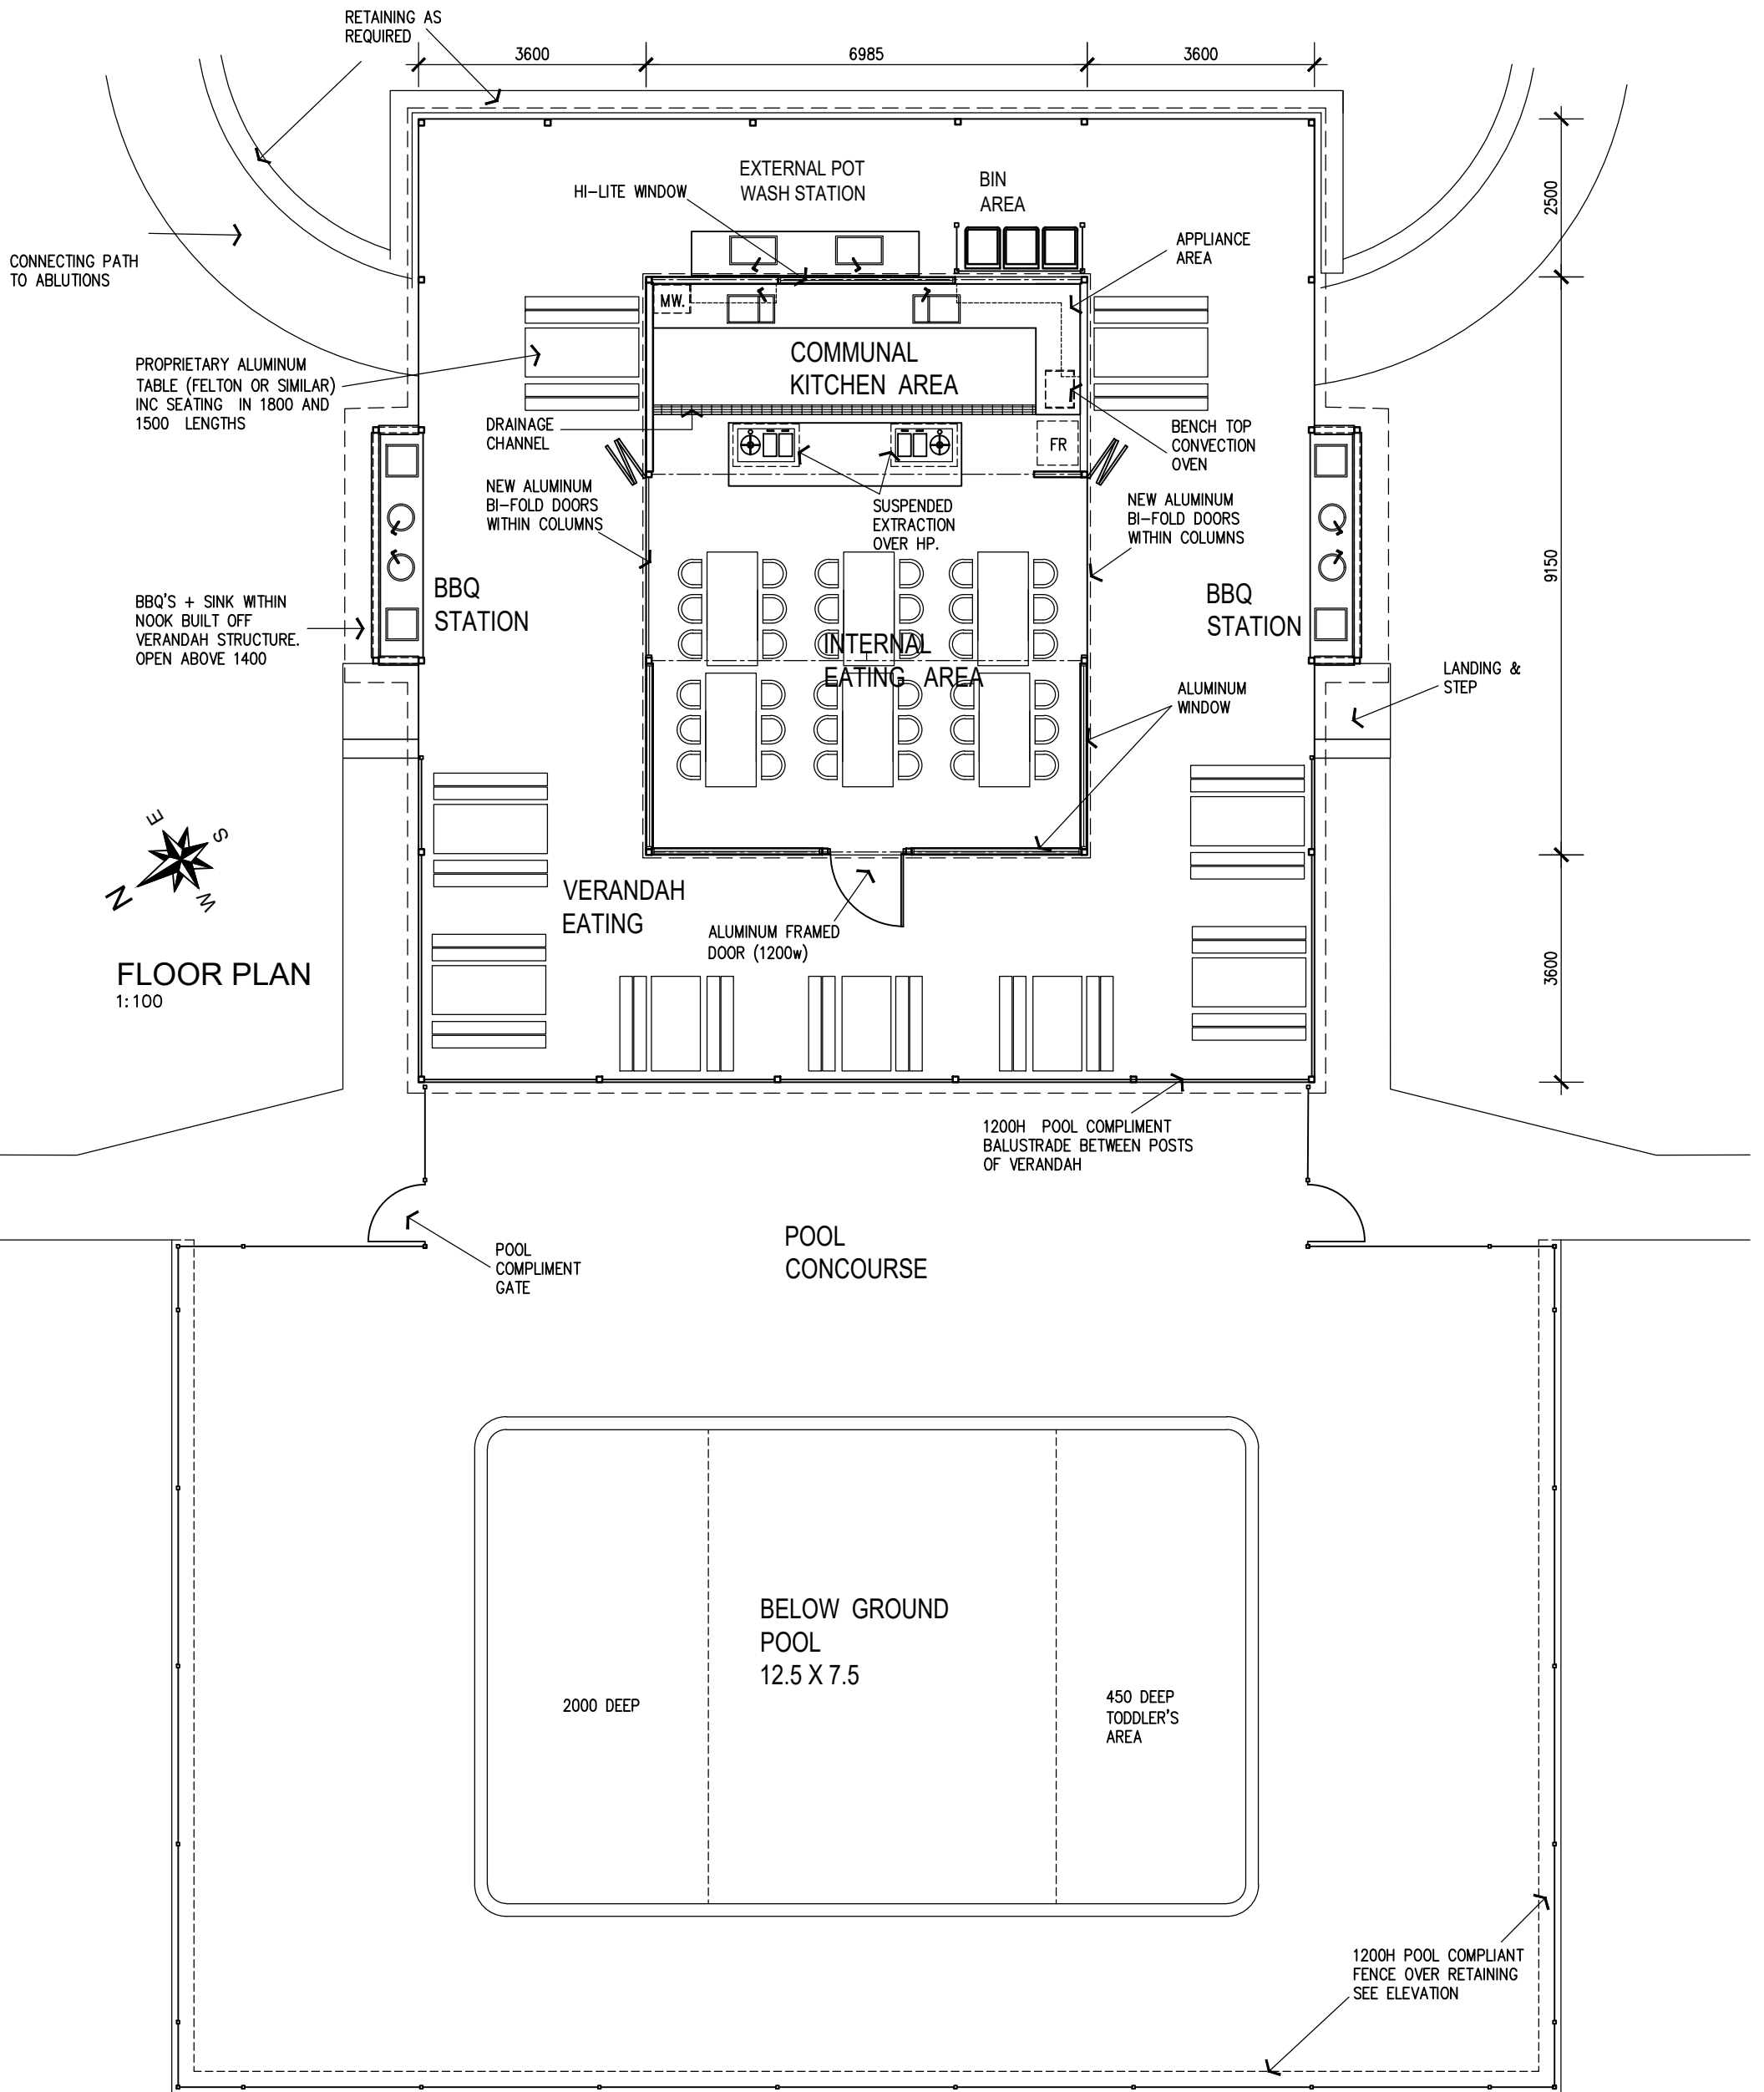 RETAINING AS
REQUIRED
3600
6985
3600
EXTERNAL POT
WASH STATION
HI-LITE WINDOW
BIN
AREA
2500
APPLIANCE
AREA
CONNECTING PATH
TO ABLUTIONS
MW.
COMMUNAL
KITCHEN AREA
PROPRIETARY ALUMINUM
TABLE (FELTON OR SIMILAR)
INC SEATING IN 1800 AND
1500 LENGTHS
DRAINAGE
CHANNEL
FR
BENCH TOP
CONVECTION
OVEN
NEW ALUMINUM
BI-FOLD DOORS
WITHIN COLUMNS
SUSPENDED
EXTRACTION
OVER HP.
NEW ALUMINUM
BI-FOLD DOORS
WITHIN COLUMNS
9150
BBQ
STATION
BBQ
STATION
BBQ'S + SINK WITHIN
NOOK BUILT OFF
VERANDAH STRUCTURE.
OPEN ABOVE 1400
INTERNAL
EATING AREA
LANDING &
STEP
ALUMINUM
WINDOW
E
S
N
W
VERANDAH
EATING
ALUMINUM FRAMED
DOOR (1200w)
3600
FLOOR PLAN
1:100
1200H POOL COMPLIMENT
BALUSTRADE BETWEEN POSTS
OF VERANDAH
POOL
COMPLIMENT
GATE
POOL
CONCOURSE
BELOW GROUND
POOL
12.5 X 7.5
2000 DEEP
450 DEEP
TODDLER'S
AREA
1200H POOL COMPLIANT
FENCE OVER RETAINING
SEE ELEVATION